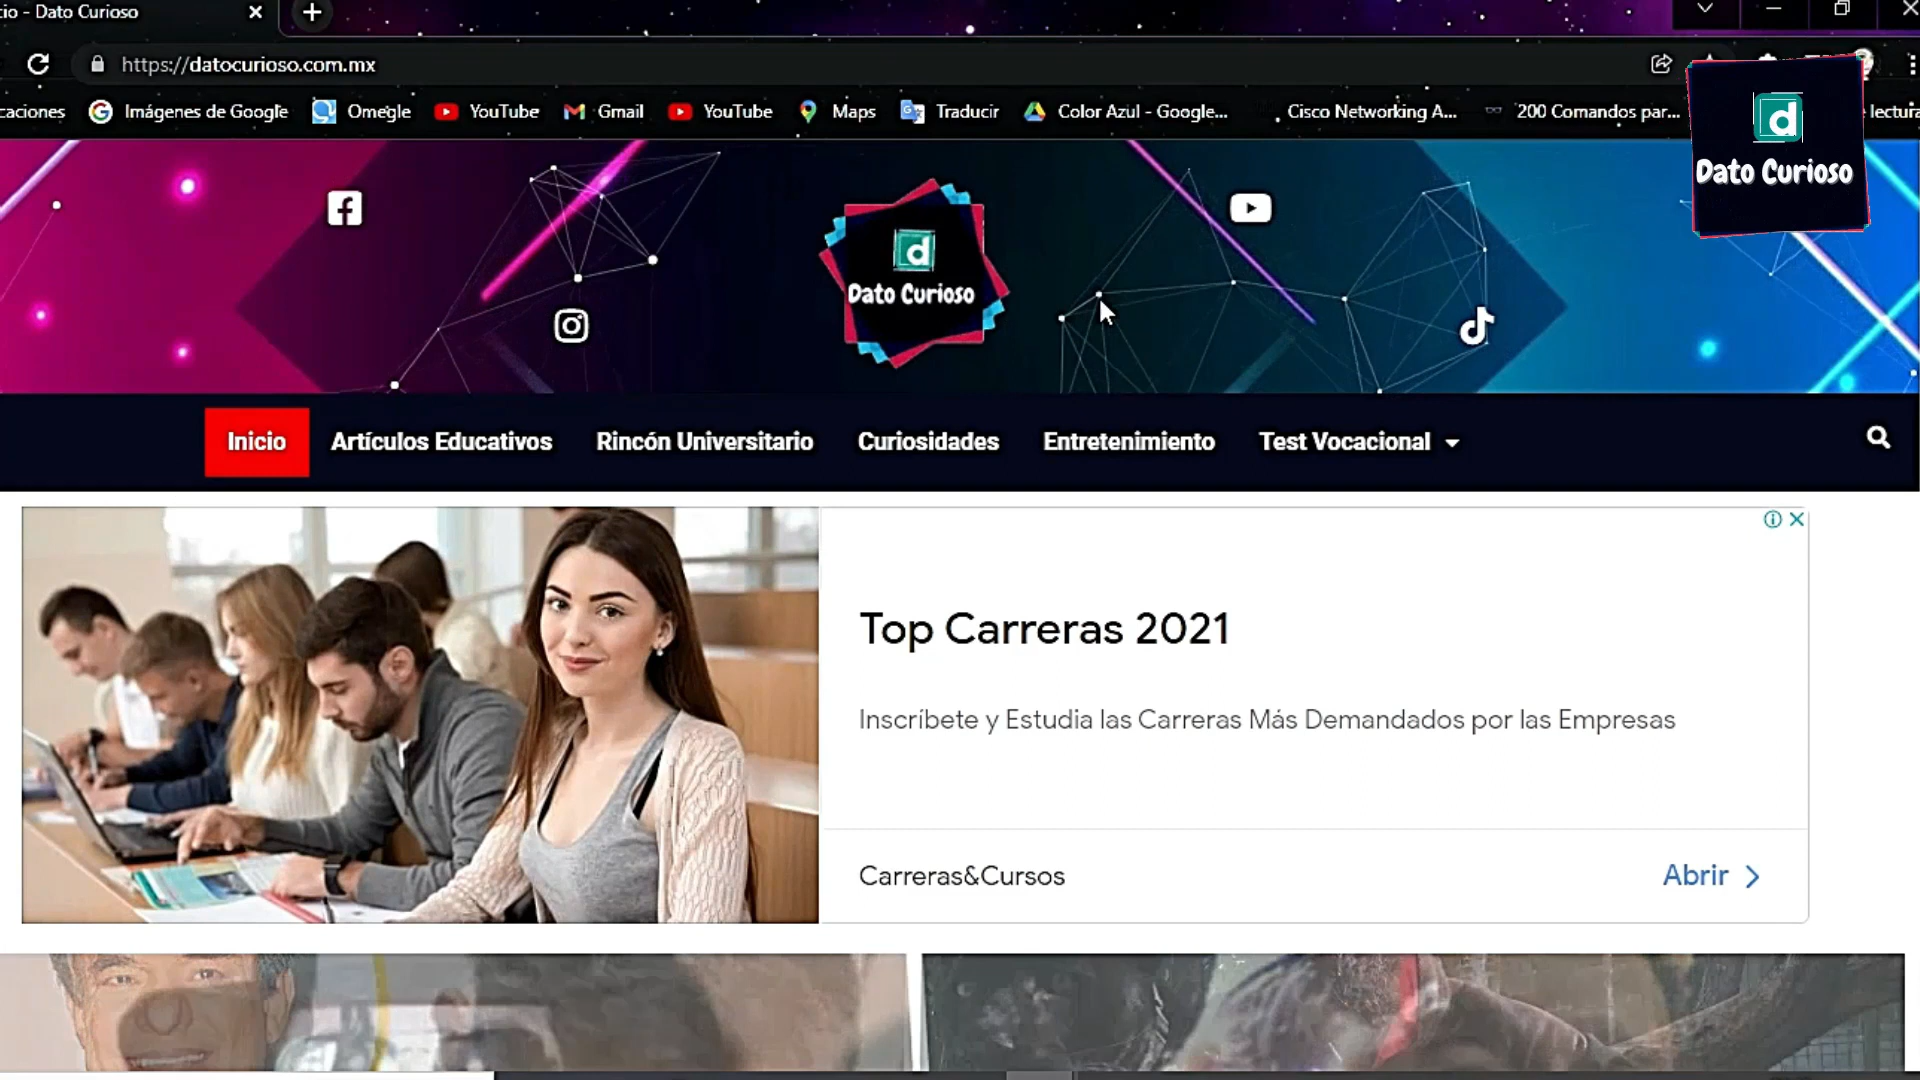 cio - Dato Curioso
https://datocurioso.com.mx
caciones Imágenes de Google Omegle YouTube Gmail YouTube Maps Traducir Color Azul - Google... Cisco Networking A... 200 Comandos par... lectura
d
Dato Curioso
d
Dato Curioso
Inicio Artículos Educativos Rincón Universitario Curiosidades Entretenimiento Test Vocacional
Top Carreras 2021
Inscríbete y Estudia las Carreras Más Demandados por las Empresas
Carreras&Cursos
Abrir